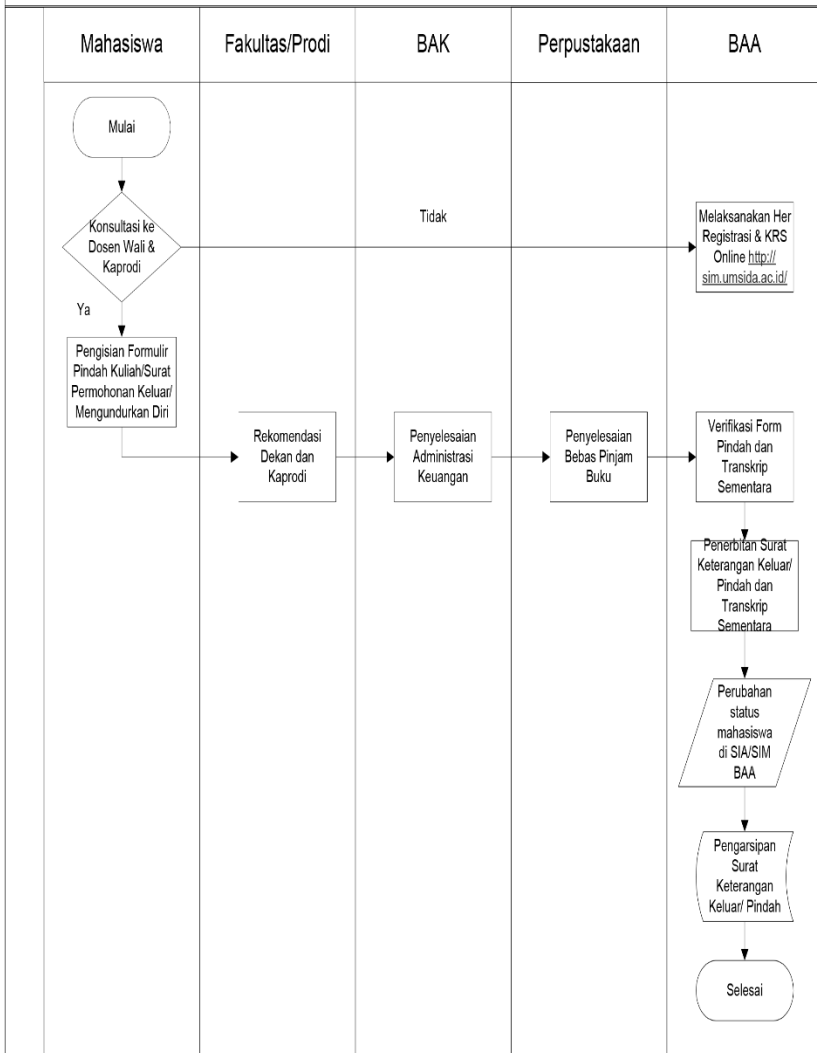 Mahasiswa
Fakultas/Prodi
BAK
Perpustakaan
BAA
Mulai
Konsultasi ke
Dosen Wali &
Kaprodi
Tidak
Melaksanakan Her
Registrasi & KRS
Online http://
sim.umsida.ac.id/
Ya
Pengisian Formulir
Pindah Kuliah/Surat
Permohonan Keluar/
Mengundurkan Diri
Rekomendasi
Dekan dan
Kaprodi
Penyelesaian
Administrasi
Keuangan
Penyelesaian
Bebas Pinjam
Buku
Verifikasi Form
Pindah dan
Transkrip
Sementara
Penerbitan Surat
Keterangan Keluar/
Pindah dan
Transkrip
Sementara
Perubahan
status
mahasiswa
di SIA/SIM
BAA
Pengarsipan
Surat
Keterangan
Keluar/ Pindah
Selesai